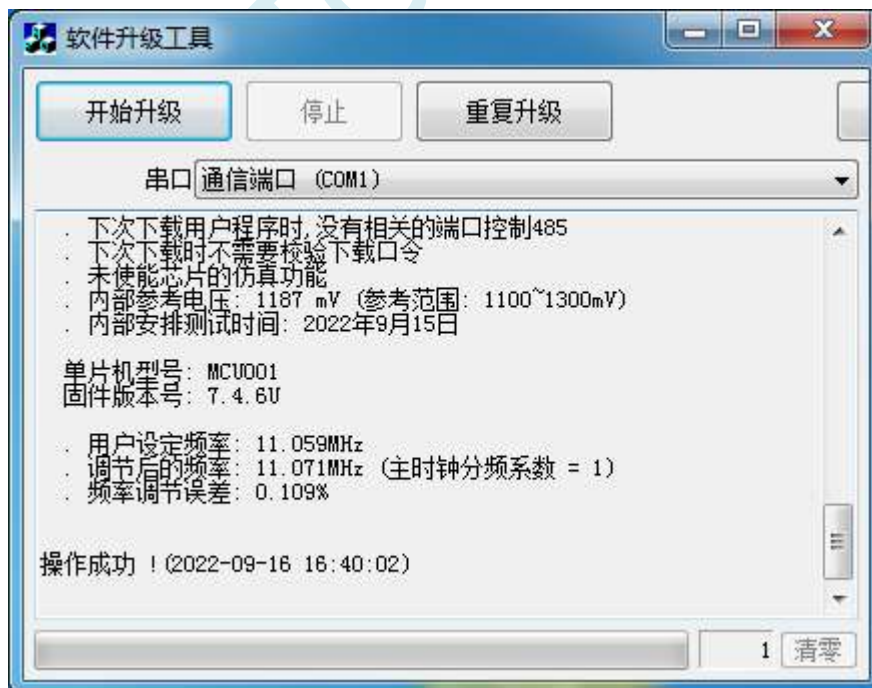 软件升级工具
开始升级 停止 重复升级
串口 通信端口 (COM1)
. 下次下载用户程序时,没有相关的端口控制485
. 下次下载时不需要校验下载口令
. 未使能芯片的仿真功能
. 内部参考电压: 1187 mV (参考范围: 1100~1300mV)
. 内部安排测试时间: 2022年9月15日
单片机型号: MCU001
固件版本号: 7.4.6U
. 用户设定频率: 11.059MHz
. 调节后的频率: 11.071MHz (主时钟分频系数 = 1)
. 频率调节误差: 0.109%
操作成功 !(2022-09-16 16:40:02)
1 清零